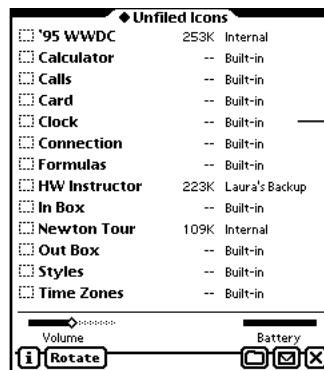 ◆ Unfiled Icons
'95 WWDC 253K Internal
Calculator -- Built-in
Calls -- Built-in
Card -- Built-in
Clock -- Built-in
Connection -- Built-in
Formulas -- Built-in
HW Instructor 223K Laura's Backup
In Box -- Built-in
Newton Tour 109K Internal
Out Box -- Built-in
Styles -- Built-in
Time Zones -- Built-in
Volume Battery
i Rotate X